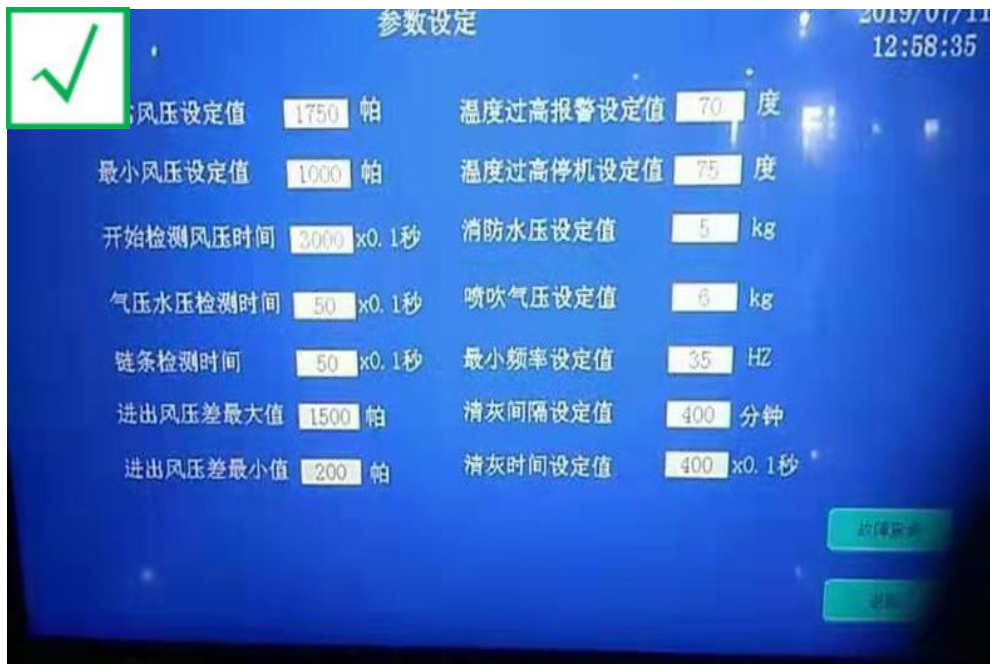 参数设定
2019/07/11
12:58:35
风压设定值 1750 帕 温度过高报警设定值 70 度
最小风压设定值 1000 帕 温度过高停机设定值 75 度
开始检测风压时间 3000 x0.1秒 消防水压设定值 5 kg
气压水压检测时间 50 x0.1秒 喷吹气压设定值 6 kg
链条检测时间 50 x0.1秒 最小频率设定值 35 HZ
进出风压差最大值 1500 帕 清灰间隔设定值 400 分钟
进出风压差最小值 200 帕 清灰时间设定值 400 x0.1秒